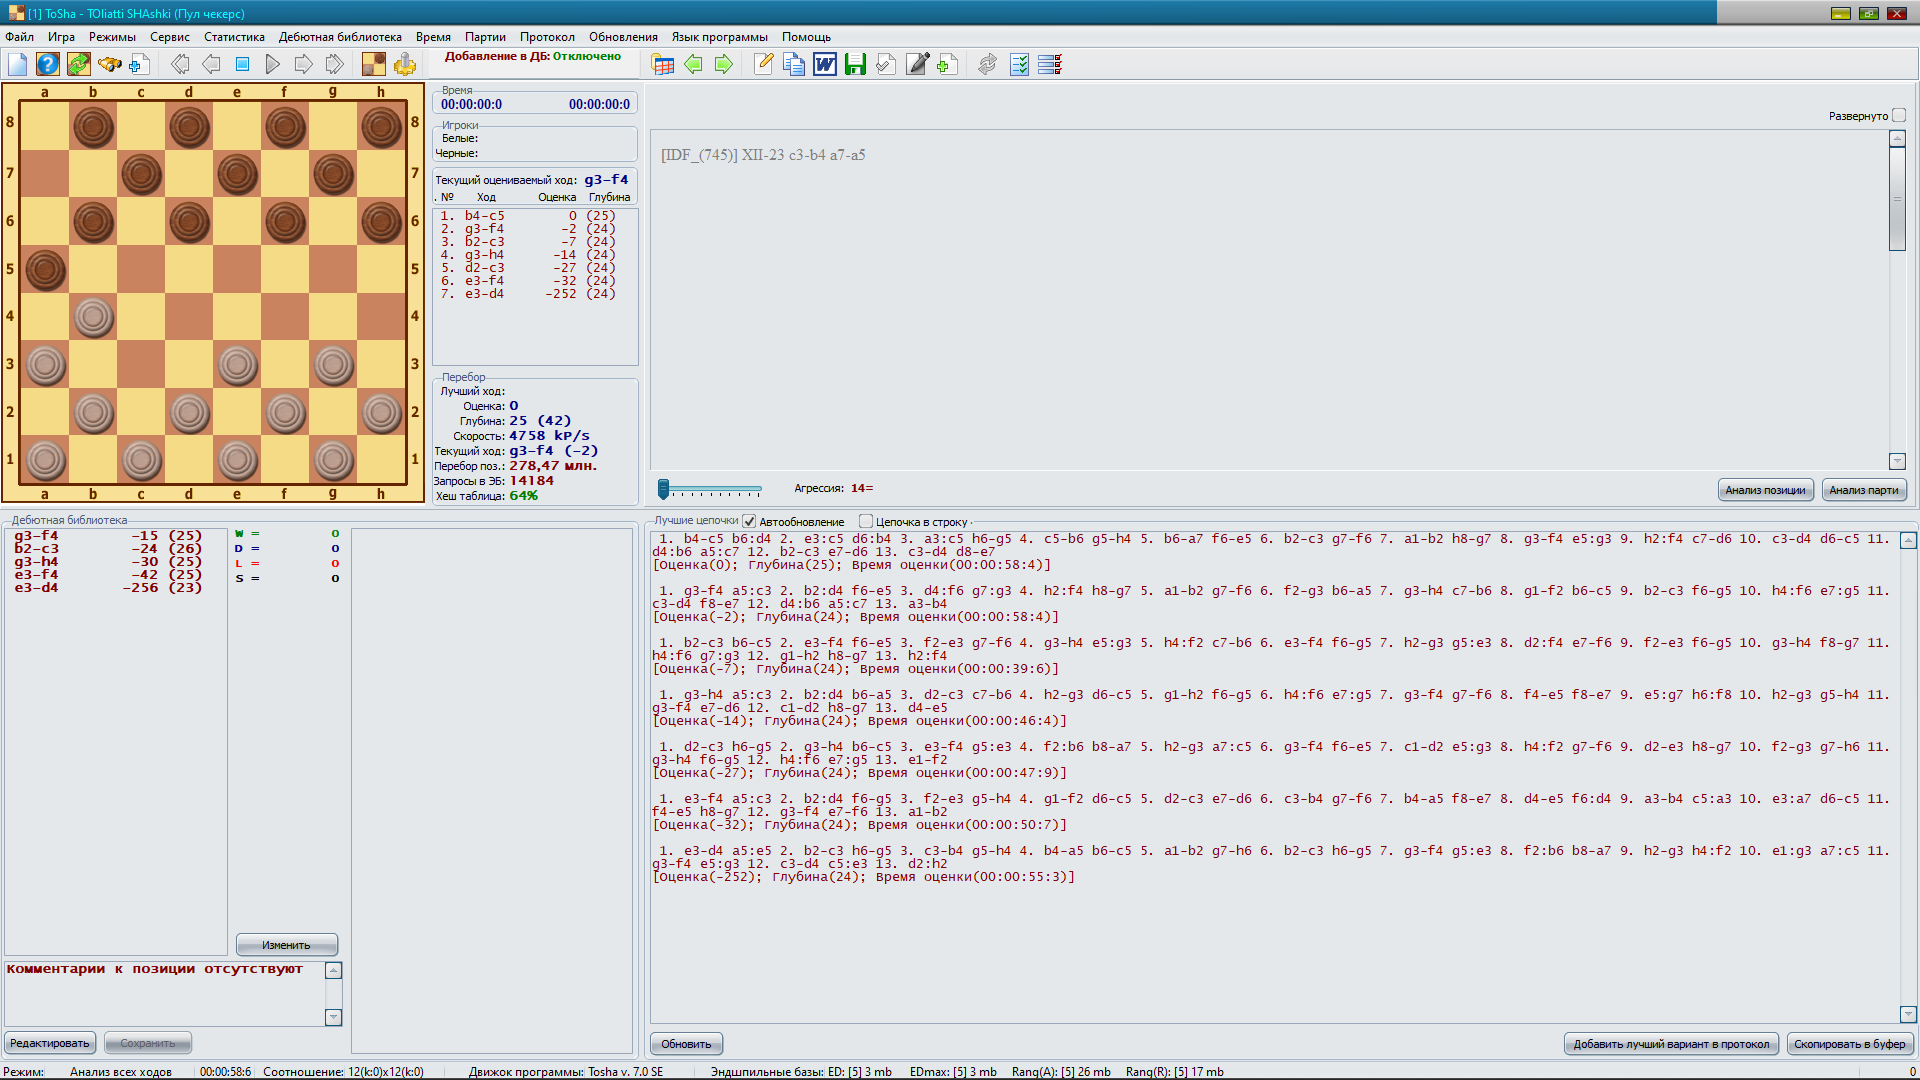 [1] ToSha - TOliatti SHAshki (Пул чекерс)
Файл Игра Режимы Сервис Статистика Дебютная библиотека Время Партии Протокол Обновления Язык программы Помощь
Добавление в ДБ: Отключено
a b c d e f g h
8 8
7 7
6 6
5 5
4 4
3 3
2 2
1 1
a b c d e f g h
Время
00:00:00:0 00:00:00:0
Игроки
Белые:
Черные:
Текущий оцениваемый ход: g3-f4
. № Ход Оценка Глубина
1. b4-c5 0 (25)
2. g3-f4 -2 (24)
3. b2-c3 -7 (24)
4. g3-h4 -14 (24)
5. d2-c3 -27 (24)
6. e3-f4 -32 (24)
7. e3-d4 -252 (24)
Перебор
Лучший ход:
Оценка: 0
Глубина: 25 (42)
Скорость: 4758 kP/s
Текущий ход: g3-f4 (-2)
Перебор поз.: 278,47 млн.
Запросы в ЭБ: 14184
Хеш таблица: 64%
Развернуто
[IDF_(745)] XII-23 c3-b4 a7-a5
Агрессия: 14=
Анализ позиции Анализ парти
Дебютная библиотека
g3-f4 -15 (25)
b2-c3 -24 (26)
g3-h4 -30 (25)
e3-f4 -42 (25)
e3-d4 -256 (23)
W = 0
D = 0
L = 0
S = 0
Изменить
Комментарии к позиции отсутствуют
Редактировать Сохранить
Лучшие цепочки Автообновление Цепочка в строку
1. b4-c5 b6:d4 2. e3:c5 d6:b4 3. a3:c5 h6-g5 4. c5-b6 g5-h4 5. b6-a7 f6-e5 6. b2-c3 g7-f6 7. a1-b2 h8-g7 8. g3-f4 e5:g3 9. h2:f4 c7-d6 10. c3-d4 d6-c5 11.
d4:b6 a5:c7 12. b2-c3 e7-d6 13. c3-d4 d8-e7
[Оценка(0); Глубина(25); Время оценки(00:00:58:4)]
1. g3-f4 a5:c3 2. b2:d4 f6-e5 3. d4:f6 g7:g3 4. h2:f4 h8-g7 5. a1-b2 g7-f6 6. f2-g3 b6-a5 7. g3-h4 c7-b6 8. g1-f2 b6-c5 9. b2-c3 f6-g5 10. h4:f6 e7:g5 11.
c3-d4 f8-e7 12. d4:b6 a5:c7 13. a3-b4
[Оценка(-2); Глубина(24); Время оценки(00:00:58:4)]
1. b2-c3 b6-c5 2. e3-f4 f6-e5 3. f2-e3 g7-f6 4. g3-h4 e5:g3 5. h4:f2 c7-b6 6. e3-f4 f6-g5 7. h2-g3 g5:e3 8. d2:f4 e7-f6 9. f2-e3 f6-g5 10. g3-h4 f8-g7 11.
h4:f6 g7:g3 12. g1-h2 h8-g7 13. h2:f4
[Оценка(-7); Глубина(24); Время оценки(00:00:39:6)]
1. g3-h4 a5:c3 2. b2:d4 b6-a5 3. d2-c3 c7-b6 4. h2-g3 d6-c5 5. g1-h2 f6-g5 6. h4:f6 e7:g5 7. g3-f4 g7-f6 8. f4-e5 f8-e7 9. e5:g7 h6:f8 10. h2-g3 g5-h4 11.
g3-f4 e7-d6 12. c1-d2 h8-g7 13. d4-e5
[Оценка(-14); Глубина(24); Время оценки(00:00:46:4)]
1. d2-c3 h6-g5 2. g3-h4 b6-c5 3. e3-f4 g5:e3 4. f2:b6 b8-a7 5. h2-g3 a7:c5 6. g3-f4 f6-e5 7. c1-d2 e5:g3 8. h4:f2 g7-f6 9. d2-e3 h8-g7 10. f2-g3 g7-h6 11.
g3-h4 f6-g5 12. h4:f6 e7:g5 13. e1-f2
[Оценка(-27); Глубина(24); Время оценки(00:00:47:9)]
1. e3-f4 a5:c3 2. b2:d4 f6-g5 3. f2-e3 g5-h4 4. g1-f2 d6-c5 5. d2-c3 e7-d6 6. c3-b4 g7-f6 7. b4-a5 f8-e7 8. d4-e5 f6:d4 9. a3-b4 c5:a3 10. e3:a7 d6-c5 11.
f4-e5 h8-g7 12. g3-f4 e7-f6 13. a1-b2
[Оценка(-32); Глубина(24); Время оценки(00:00:50:7)]
1. e3-d4 a5:e5 2. b2-c3 h6-g5 3. c3-b4 g5-h4 4. b4-a5 b6-c5 5. a1-b2 g7-h6 6. b2-c3 h6-g5 7. g3-f4 g5:e3 8. f2:b6 b8-a7 9. h2-g3 h4:f2 10. e1:g3 a7:c5 11.
g3-f4 e5:g3 12. c3-d4 c5:e3 13. d2:h2
[Оценка(-252); Глубина(24); Время оценки(00:00:55:3)]
Обновить Добавить лучший вариант в протокол Скопировать в буфер
Режим: Анализ всех ходов 00:00:58:6 Соотношение: 12(k:0)x12(k:0) Движок программы: Tosha v. 7.0 SE Эндшпильные базы: ED: [5] 3 mb EDmax: [5] 3 mb Rang(A): [5] 26 mb Rang(R): [5] 17 mb 0